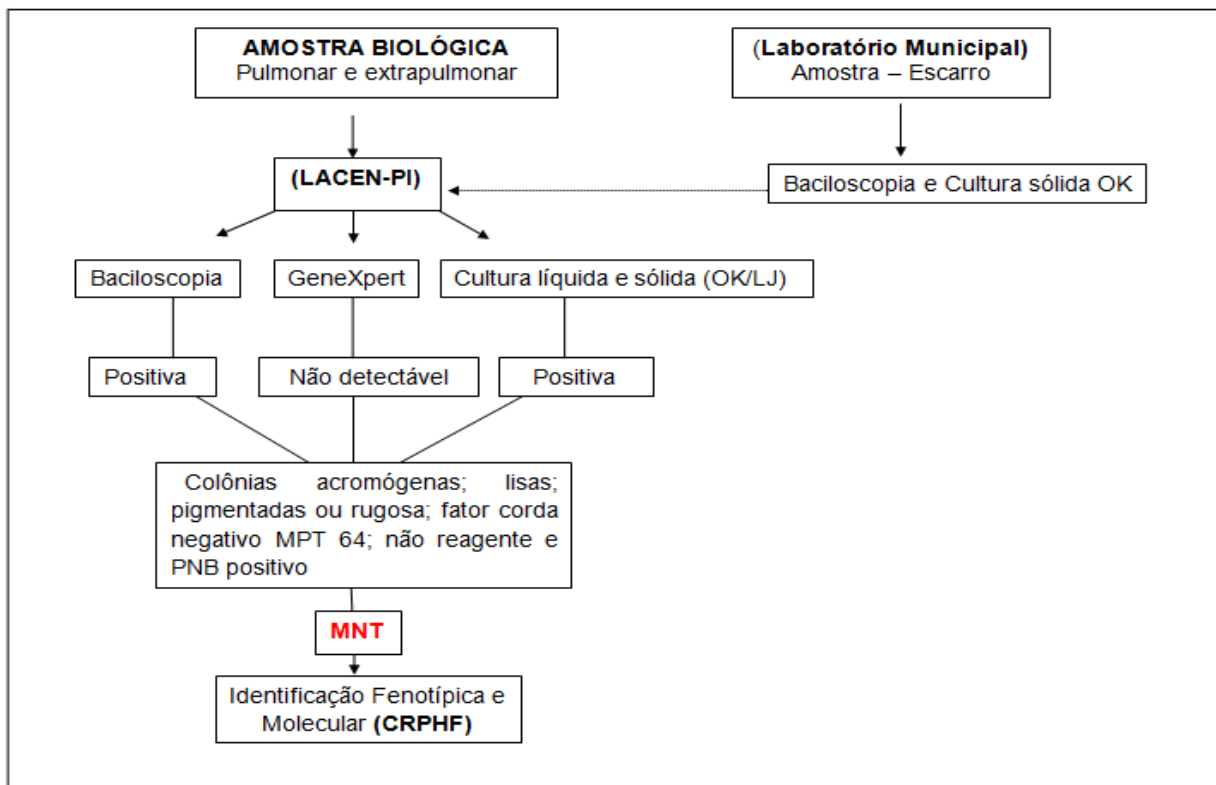 AMOSTRA BIOLÓGICA
Pulmonar e extrapulmonar
(Laboratório Municipal)
Amostra – Escarro
(LACEN-PI)
Baciloscopia e Cultura sólida OK
Baciloscopia
GeneXpert
Cultura líquida e sólida (OK/LJ)
Positiva
Não detectável
Positiva
Colônias acromógenas; lisas;
pigmentadas ou rugosa; fator corda
negativo MPT 64; não reagente e
PNB positivo
MNT
Identificação Fenotípica e
Molecular (CRPHF)